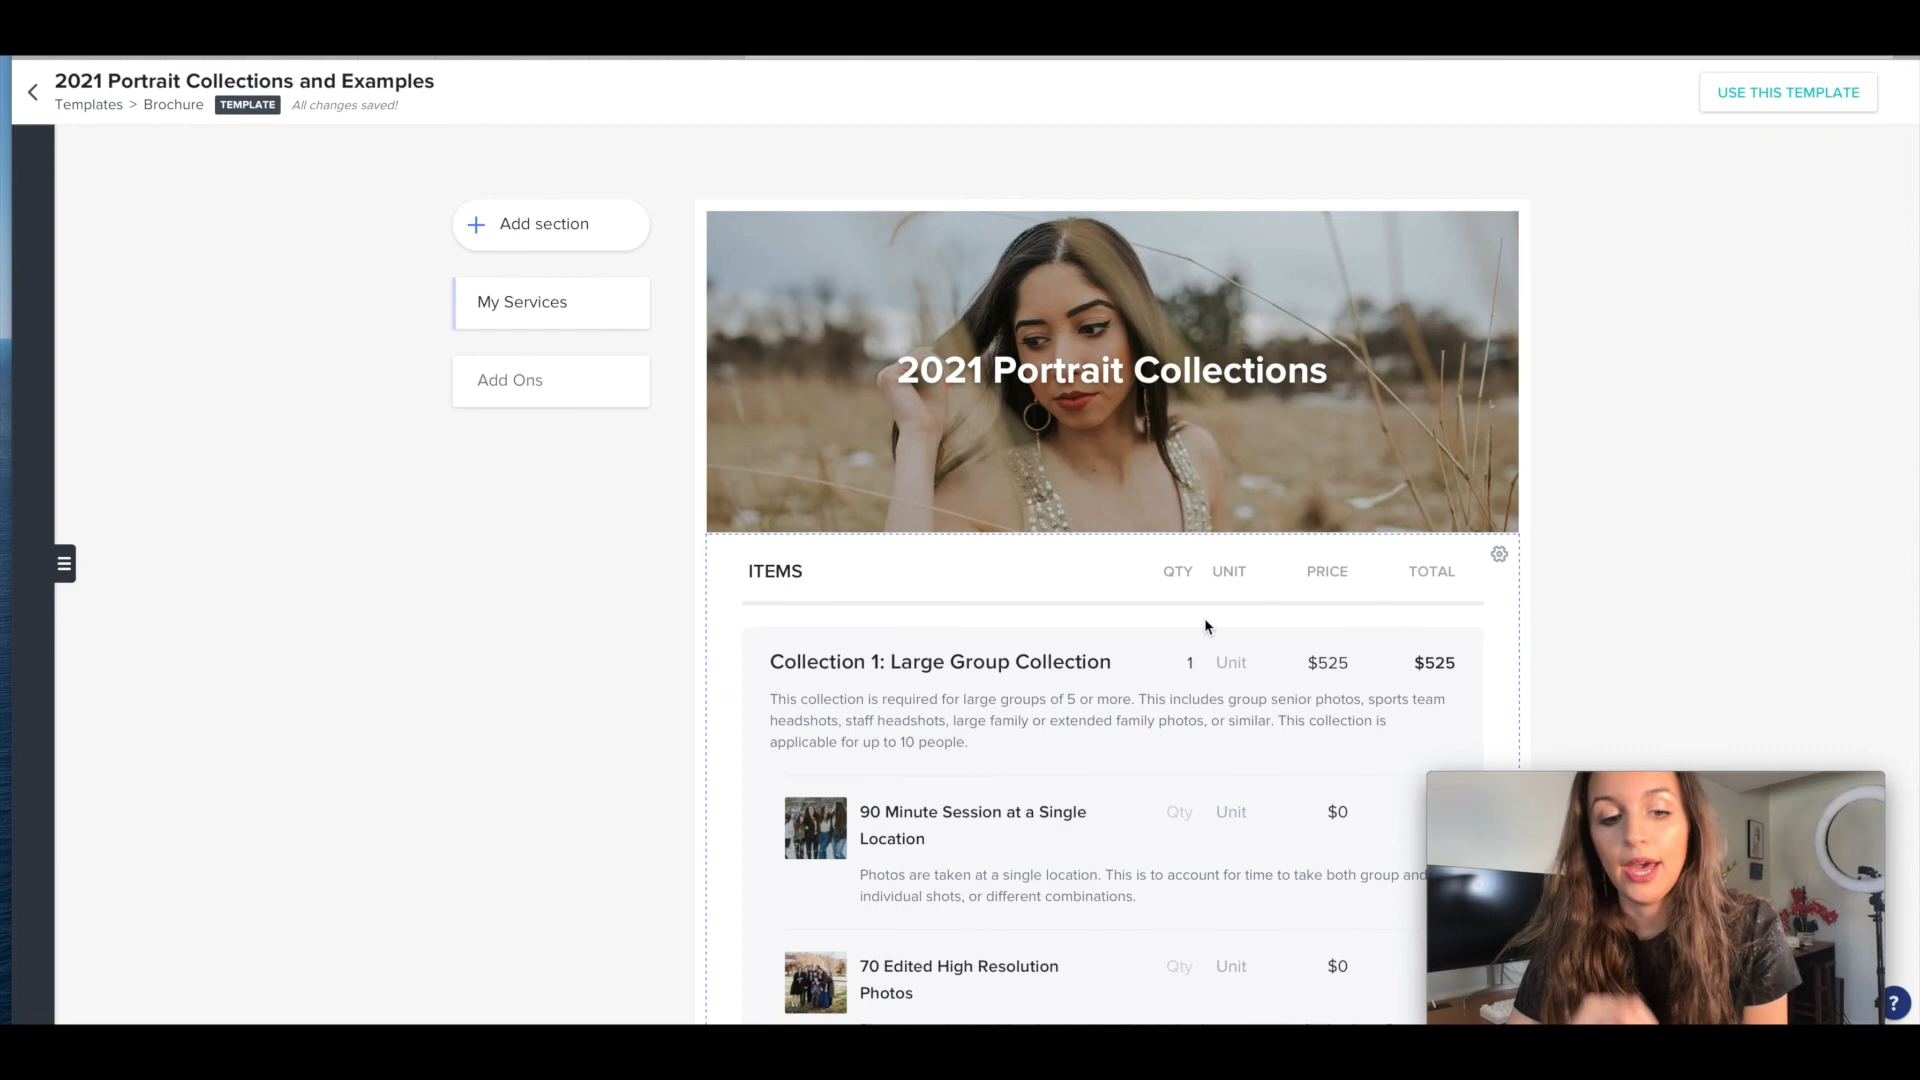 2021 Portrait Collections and Examples
Templates > Brochure TEMPLATE All changes saved!
USE THIS TEMPLATE
Add section
My Services
Add Ons
2021 Portrait Collections
ITEMS QTY UNIT PRICE TOTAL
Collection 1: Large Group Collection 1 Unit $525 $525
This collection is required for large groups of 5 or more. This includes group senior photos, sports team
headshots, staff headshots, large family or extended family photos, or similar. This collection is
applicable for up to 10 people.
90 Minute Session at a Single Qty Unit $0
Location
Photos are taken at a single location. This is to account for time to take both group and
individual shots, or different combinations.
70 Edited High Resolution Qty Unit $0
Photos
?